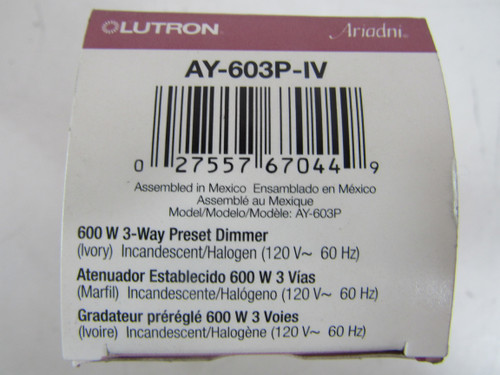 LUTRON Ariadni
AY-603P-IV
0 27557 67044 9
Assembled in Mexico Ensamblado en México
Assemblé au Mexique
Model/Modelo/Modèle: AY-603P
600 W 3-Way Preset Dimmer
(Ivory) Incandescent/Halogen (120 V~ 60 Hz)
Atenuador Establecido 600 W 3 Vías
(Marfil) Incandescente/Halógeno (120 V~ 60 Hz)
Gradateur préréglé 600 W 3 Voies
(Ivoire) Incandescent/Halogène (120 V~ 60 Hz)